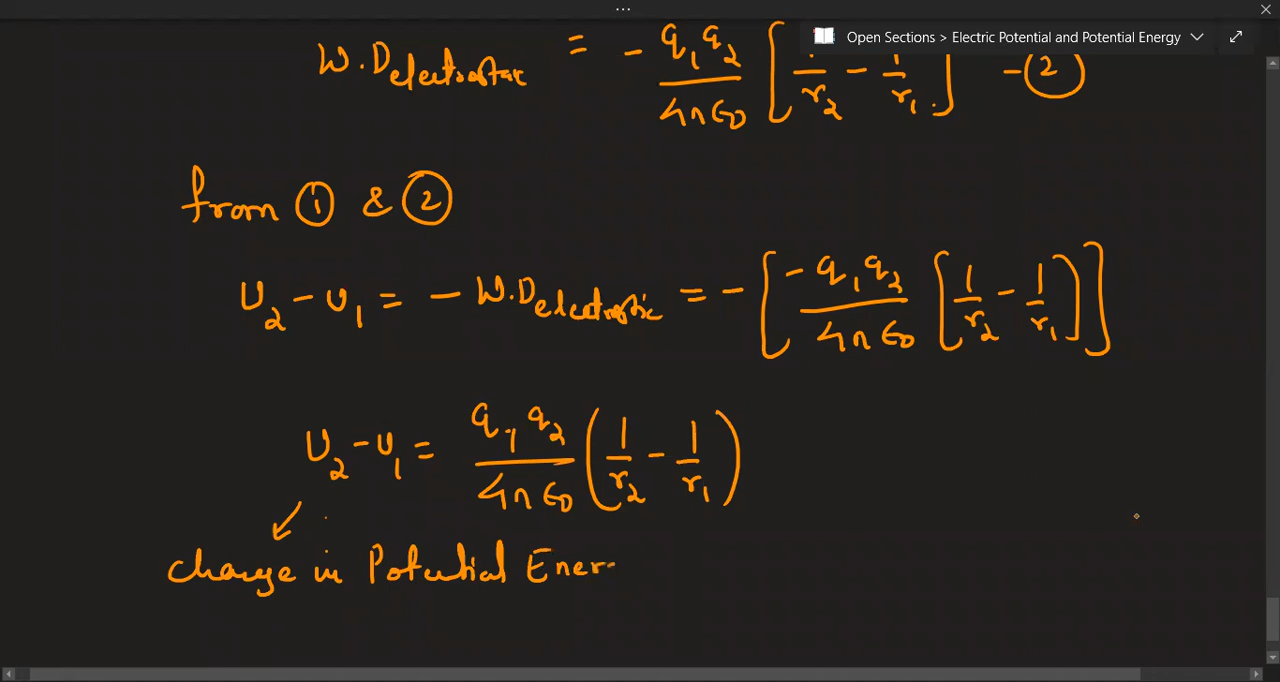 ...
Open Sections > Electric Potential and Potential Energy
W.D electrostatic = - q₁q₂/4πε₀ [1/r₂ - 1/r₁] -②
from ① & ②
U₂ - U₁ = - W.D electrostatic = - [- q₁q₂/4πε₀ [1/r₂ - 1/r₁]]
U₂ - U₁ = q₁q₂/4πε₀ (1/r₂ - 1/r₁)
Change in Potential Ener